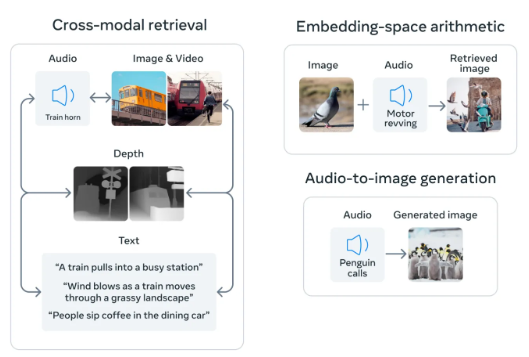 Cross-modal retrieval
Audio
Image & Video
Train horn
Depth
Text
“A train pulls into a busy station”
“Wind blows as a train moves
through a grassy landscape”
“People sip coffee in the dining car”
Embedding-space arithmetic
Image
Audio
Retrieved
image
+
Motor
revving
Audio-to-image generation
Audio
Generated image
Penguin
calls